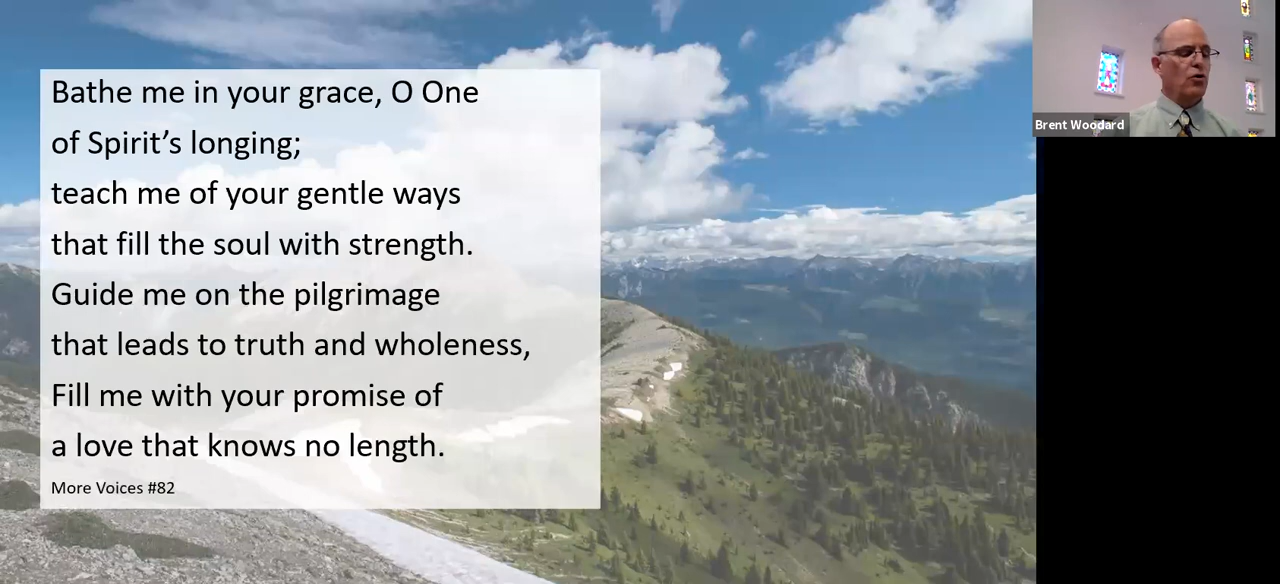 Bathe me in your grace, O One
of Spirit’s longing;
teach me of your gentle ways
that fill the soul with strength.
Guide me on the pilgrimage
that leads to truth and wholeness,
Fill me with your promise of
a love that knows no length.
More Voices #82
Brent Woodard